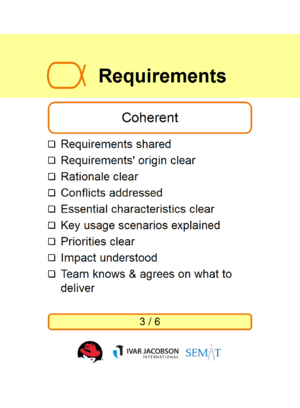 Requirements
Coherent
❑ Requirements shared
❑ Requirements' origin clear
❑ Rationale clear
❑ Conflicts addressed
❑ Essential characteristics clear
❑ Key usage scenarios explained
❑ Priorities clear
❑ Impact understood
❑ Team knows & agrees on what to
deliver
3 / 6
IVAR JACOBSON
INTERNATIONAL
SEMAT